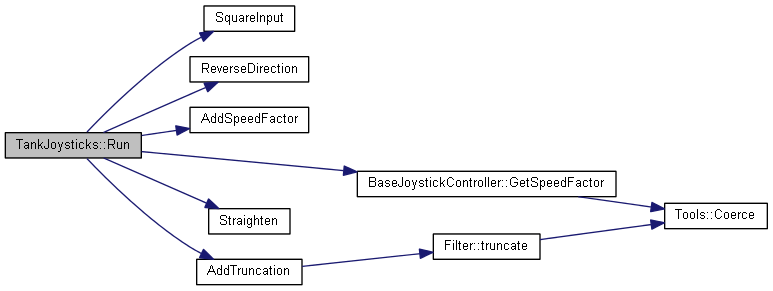 SquareInput
ReverseDirection
AddSpeedFactor
TankJoysticks::Run
BaseJoystickController::GetSpeedFactor
Straighten
Tools::Coerce
Filter::truncate
AddTruncation